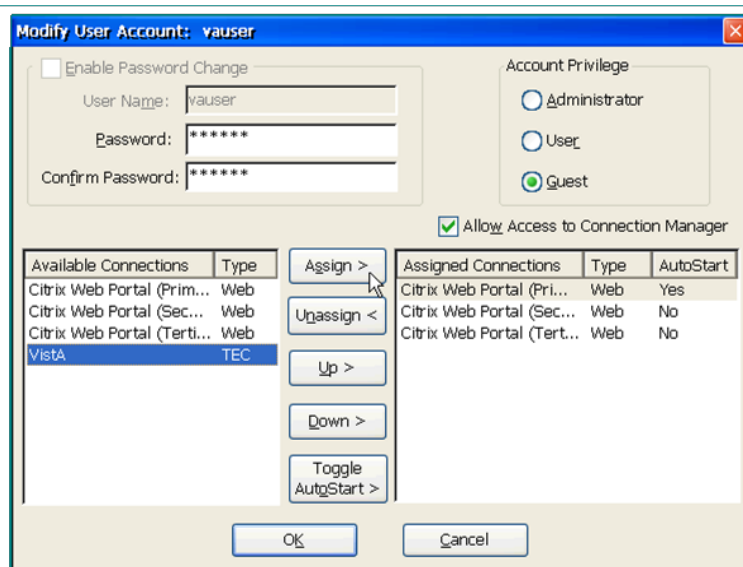 Modify User Account: vauser
Enable Password Change
User Name: vauser
Password: ******
Confirm Password: ******
Account Privilege
Administrator
User
Guest
Allow Access to Connection Manager
Available Connections Type
Citrix Web Portal (Prim... Web
Citrix Web Portal (Sec... Web
Citrix Web Portal (Terti... Web
VistA TEC
Assign >
Unassign <
Up >
Down >
Toggle
AutoStart >
Assigned Connections Type AutoStart
Citrix Web Portal (Pri... Web Yes
Citrix Web Portal (Sec... Web No
Citrix Web Portal (Tert... Web No
OK
Cancel